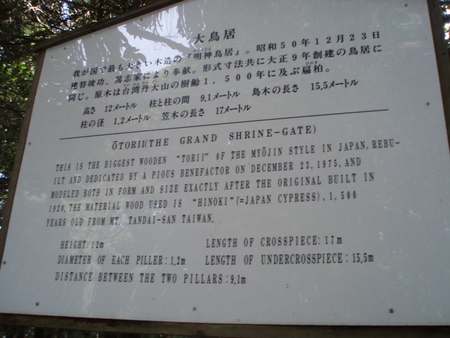 大鳥居
我が国で最も大きい木造の『明神鳥居』。昭和50年12月23日
建替竣功、篤志家により奉献。形式寸法共に大正9年創建の鳥居に
同じ。原木は台湾丹大山の樹齢1,500年に及ぶ扁柏。
高さ 12メートル 柱と柱の間 9,1メートル 島木の長さ 15,5メートル
柱の径 1,2メートル 笠木の長さ 17メートル
ŌTORII(THE GRAND SHRINE-GATE)
THIS IS THE BIGGEST WOODEN "TORII" OF THE MYŌJIN STYLE IN JAPAN, REBU-
ILT AND DEDICATED BY A PIOUS BENEFACTOR ON DECEMBER 23, 1975, AND
MODELED BOTH IN FORM AND SIZE EXACTLY AFTER THE ORIGINAL BUILT IN
1920. THE MATERIAL WOOD USED IS "HINOKI"(=JAPAN CYPRESS), 1,500
YEARS OLD FROM MT. TANDAI-SAN TAIWAN.
HEIGHT: 12m LENGTH OF CROSSPIECE: 17m
DIAMETER OF EACH PILLER: 1,2m LENGTH OF UNDERCROSSPIECE: 15,5m
DISTANCE BETWEEN THE TWO PILLARS: 9,1m